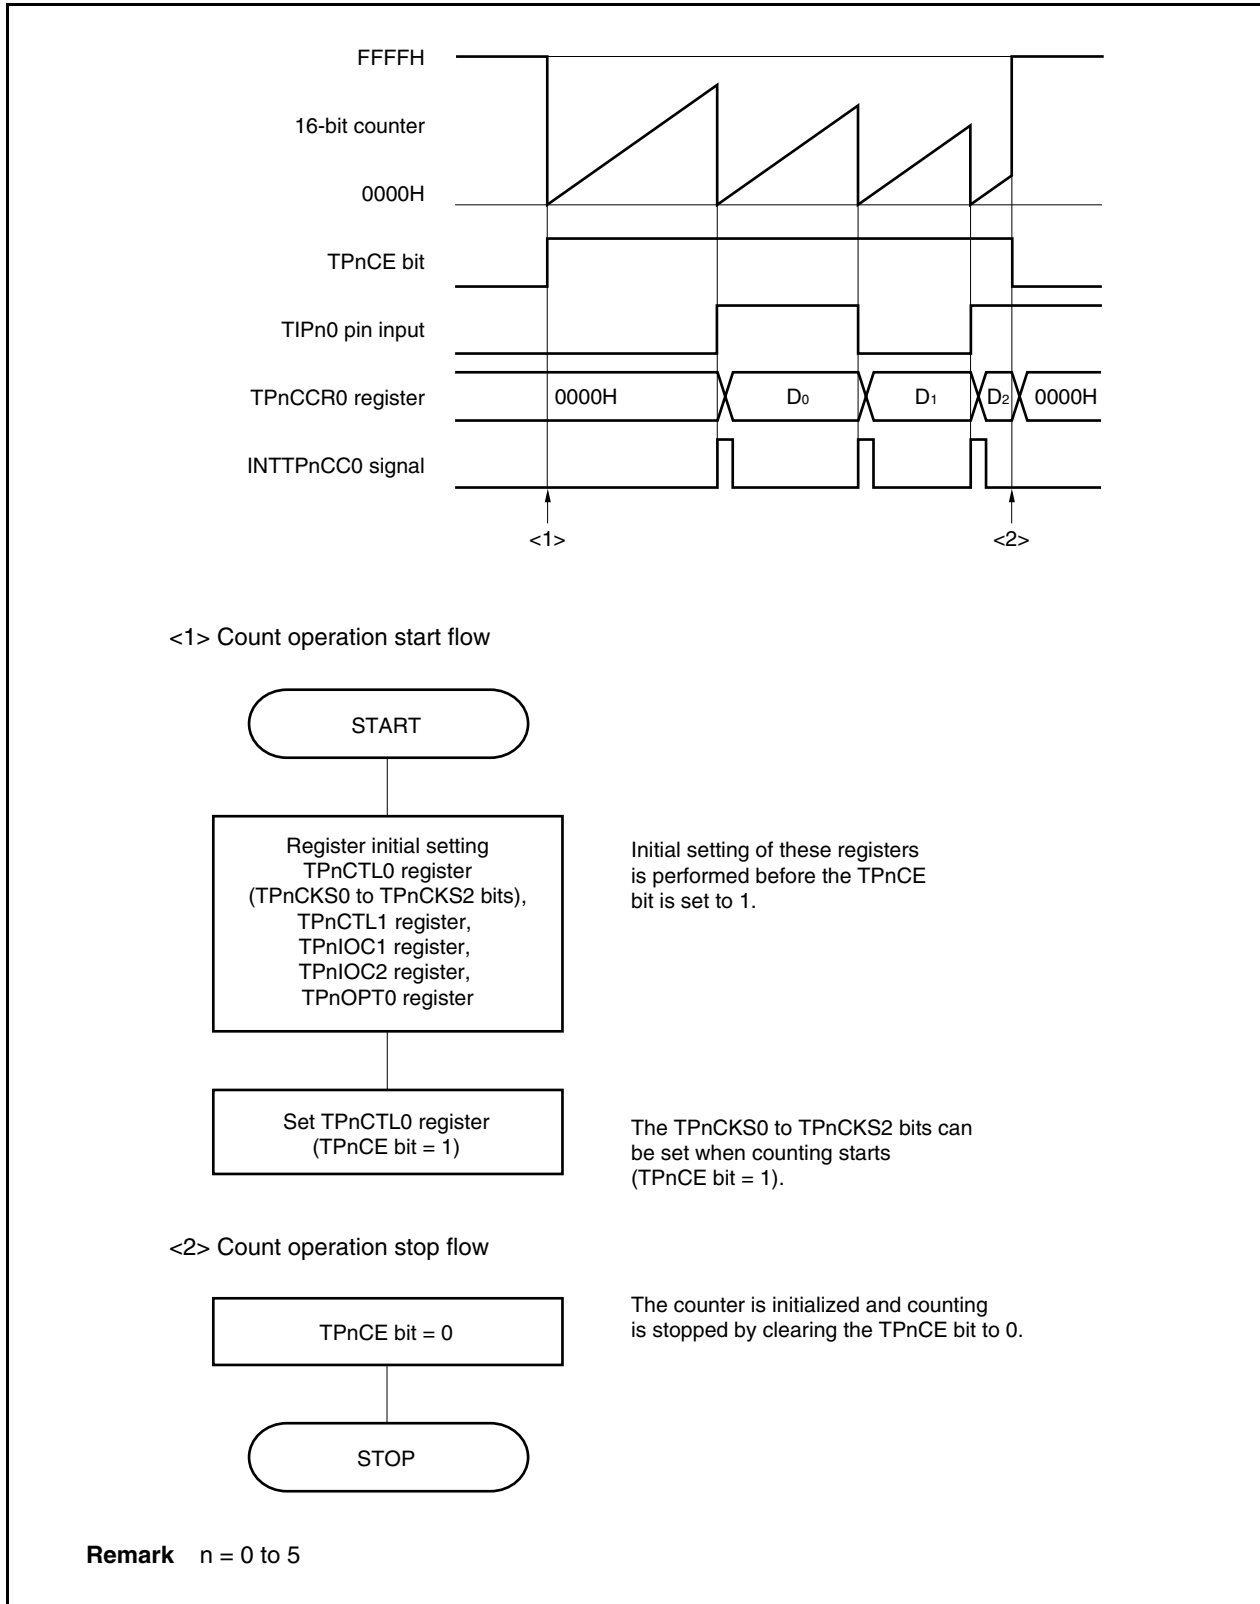 FFFFH
16-bit counter
0000H
TPnCE bit
TIPn0 pin input
TPnCCR0 register
0000H
D0
D1
D2
0000H
INTTPnCC0 signal
<1>
<2>
<1> Count operation start flow
START
Register initial setting
TPnCTL0 register
(TPnCKS0 to TPnCKS2 bits),
TPnCTL1 register,
TPnIOC1 register,
TPnIOC2 register,
TPnOPT0 register
Initial setting of these registers
is performed before the TPnCE
bit is set to 1.
Set TPnCTL0 register
(TPnCE bit = 1)
The TPnCKS0 to TPnCKS2 bits can
be set when counting starts
(TPnCE bit = 1).
<2> Count operation stop flow
TPnCE bit = 0
The counter is initialized and counting
is stopped by clearing the TPnCE bit to 0.
STOP
Remark n = 0 to 5